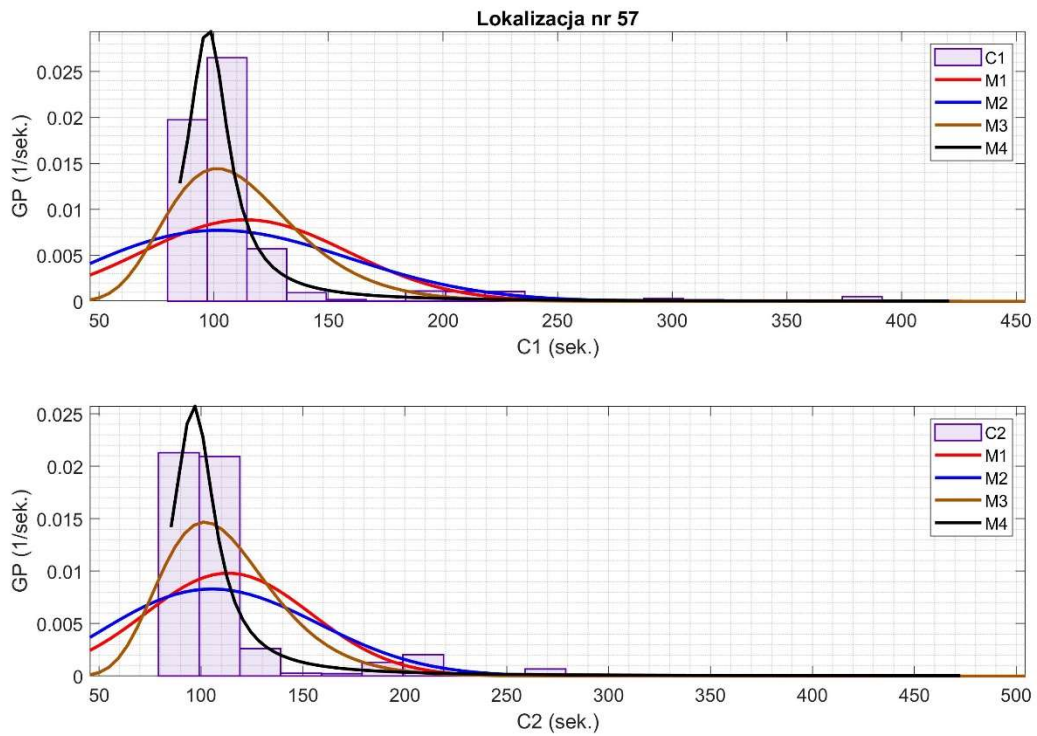 Lokalizacja nr 57
GP (1/sek.)
0.025
0.02
0.015
0.01
0.005
0
50 100 150 200 250 300 350 400 450
C1 (sek.)
C1
M1
M2
M3
M4
GP (1/sek.)
0.025
0.02
0.015
0.01
0.005
0
50 100 150 200 250 300 350 400 450 500
C2 (sek.)
C2
M1
M2
M3
M4